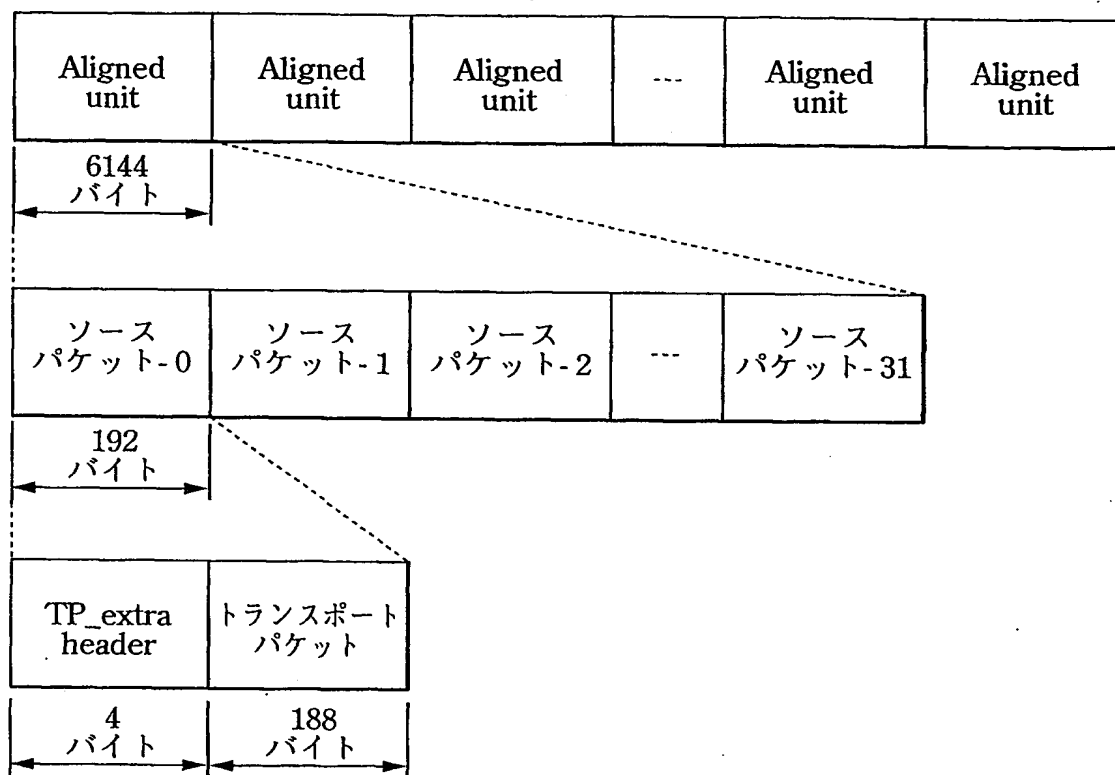 Aligned unit
Aligned unit
Aligned unit
---
Aligned unit
Aligned unit
6144
バイト
ソース
パケット-0
ソース
パケット-1
ソース
パケット-2
---
ソース
パケット-31
192
バイト
TP_extra
header
トランスポート
パケット
4
バイト
188
バイト